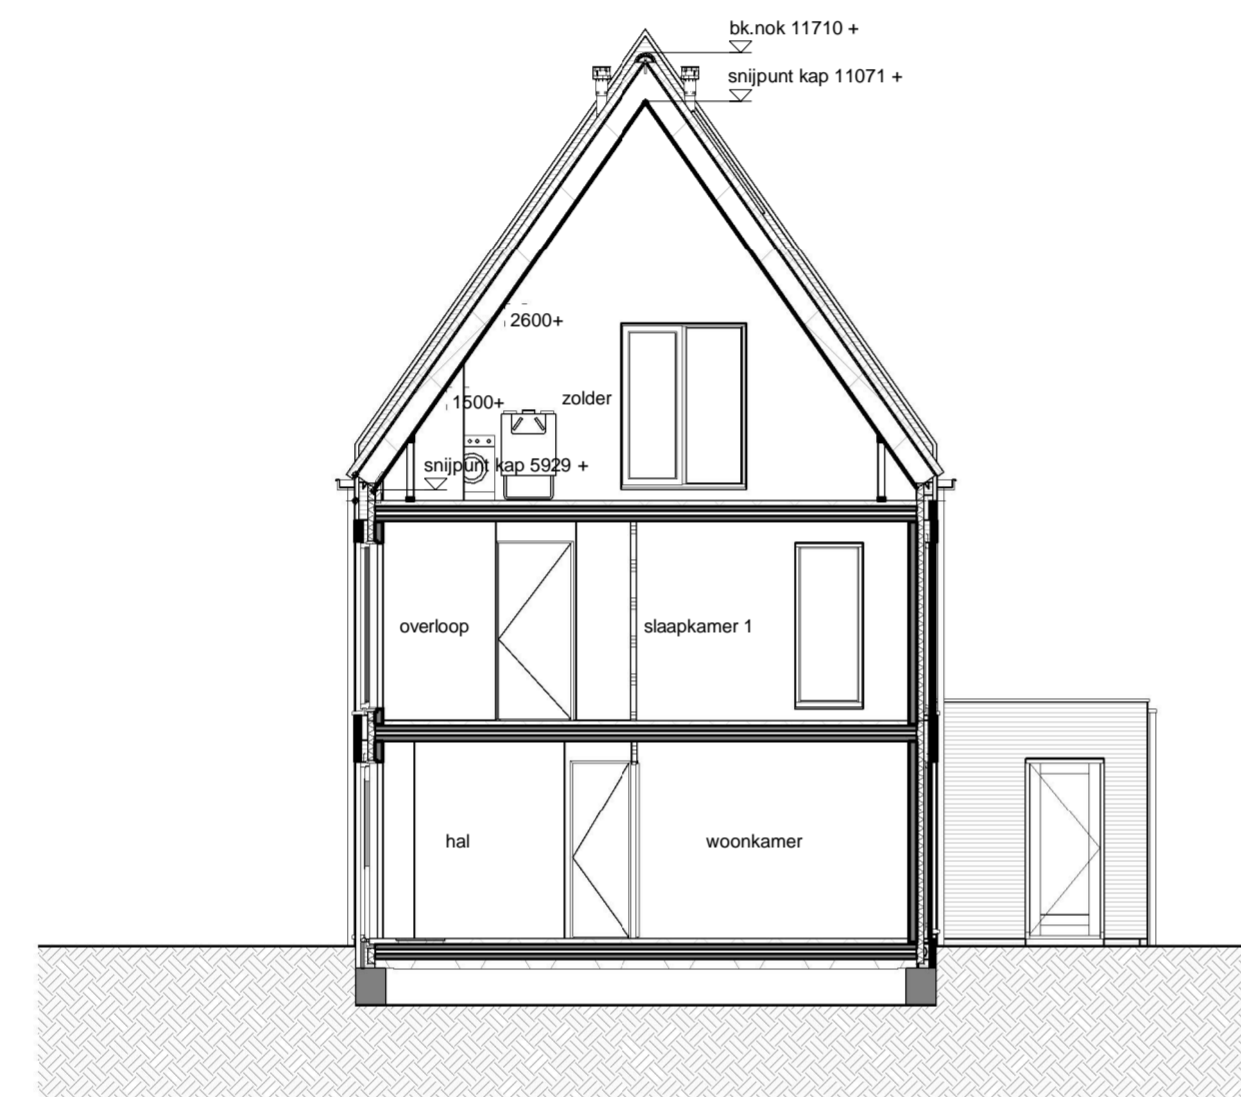 bk.nok 11710 +
snijpunt kap 11071 +
2600+
1500+
zolder
snijpunt kap 5929 +
overloop
slaapkamer 1
hal
woonkamer